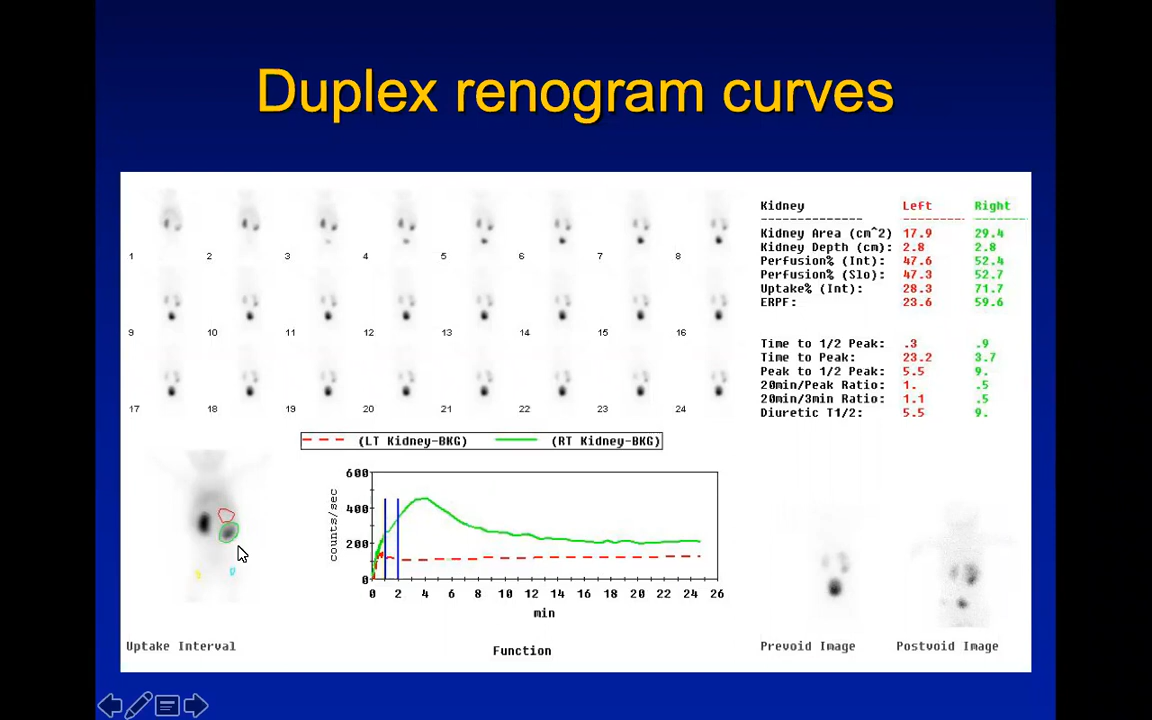 Duplex renogram curves
1 2 3 4 5 6 7 8
9 10 11 12 13 14 15 16
17 18 19 20 21 22 23 24
Kidney Left Right
Kidney Area (cm^2) 17.9 29.4
Kidney Depth (cm): 2.8 2.8
Perfusion% (Int): 47.6 52.4
Perfusion% (Slo): 47.3 52.7
Uptake% (Int): 28.3 71.7
ERPF: 23.6 59.6
Time to 1/2 Peak: .3 .9
Time to Peak: 23.2 3.7
Peak to 1/2 Peak: 5.5 9.
20min/Peak Ratio: 1. .5
20min/3min Ratio: 1.1 .5
Diuretic T1/2: 5.5 9.
(LT Kidney-BKG) (RT Kidney-BKG)
600
400
200
0
counts/sec
0 2 4 6 8 10 12 14 16 18 20 22 24 26
min
Uptake Interval
Function
Prevoid Image
Postvoid Image